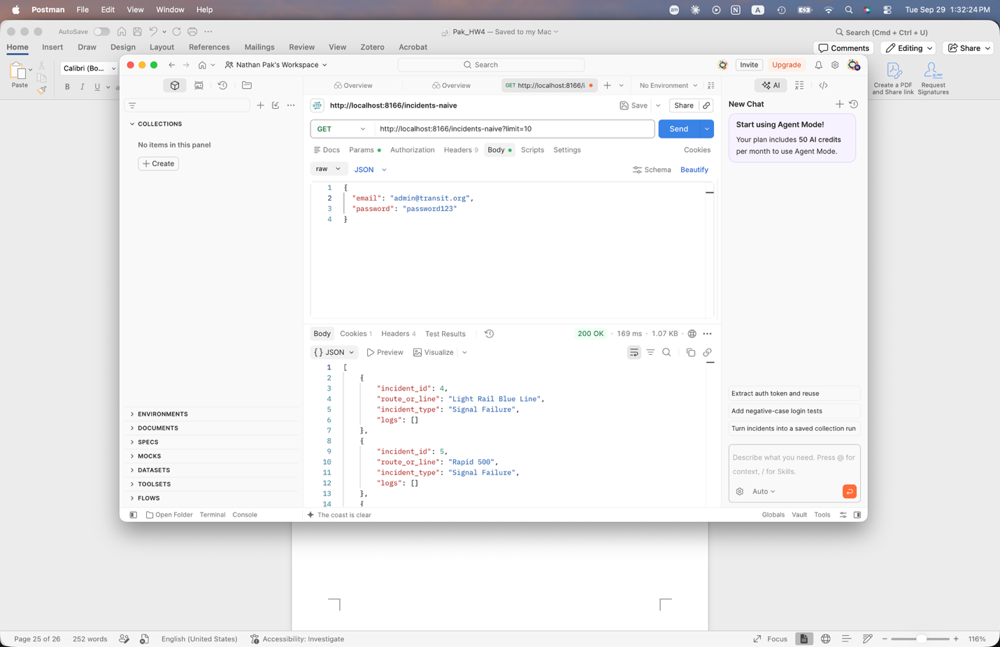 Postman File Edit View Window Help
zm N A Tue Sep 29 1:32:24 PM
AutoSave
Pak_HW4 — Saved to my Mac
Search (Cmd + Ctrl + U)
Home Insert Draw Design Layout References Mailings Review View Zotero Acrobat
Comments Editing Share
Paste
Calibri (Bo...
B I U
Create a PDF and Share link
Request Signatures
Nathan Pak's Workspace
Search
Invite Upgrade
N
Overview Overview GET http://localhost:8166/i No Environment
AI
COLLECTIONS
No items in this panel
Create
ENVIRONMENTS
DOCUMENTS
SPECS
MOCKS
DATASETS
TOOLSETS
FLOWS
HTTP http://localhost:8166/incidents-naive
Save Share
GET http://localhost:8166/incidents-naive?limit=10 Send
Docs Params Authorization Headers 9 Body Scripts Settings Cookies
raw JSON Schema Beautify
1 {
2 "email": "admin@transit.org",
3 "password": "password123"
4 }
Body Cookies 1 Headers 4 Test Results 200 OK 169 ms 1.07 KB
{} JSON Preview Visualize
1 [
2 {
3 "incident_id": 4,
4 "route_or_line": "Light Rail Blue Line",
5 "incident_type": "Signal Failure",
6 "logs": []
7 },
8 {
9 "incident_id": 5,
10 "route_or_line": "Rapid 500",
11 "incident_type": "Signal Failure",
12 "logs": []
13 },
14 {
New Chat
Start using Agent Mode!
Your plan includes 50 AI credits
per month to use Agent Mode.
Extract auth token and reuse
Add negative-case login tests
Turn incidents into a saved collection run
Describe what you need. Press @ for
context, / for Skills.
Auto
Open Folder Terminal Console The coast is clear Globals Vault Tools
Page 25 of 26 252 words English (United States) Accessibility: Investigate Focus 116%